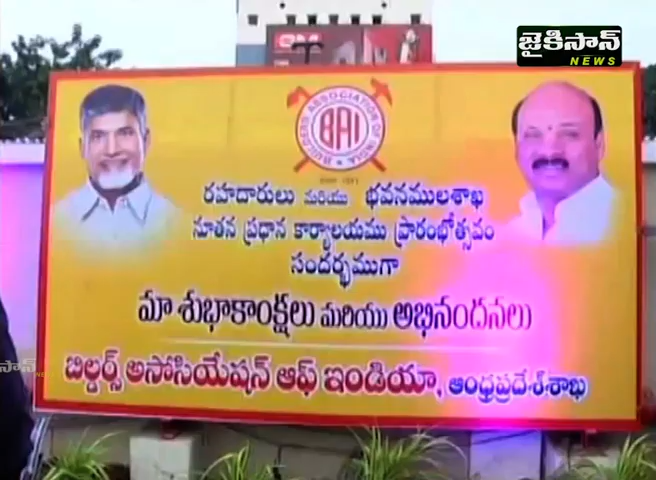 జైకిసాన్
NEWS
BUILDERS ASSOCIATION OF INDIA
BAI
రహదారులు మరియు భవనములశాఖ
నూతన ప్రధాన కార్యాలయము ప్రారంభోత్సవం
సందర్భముగా
మా శుభాకాంక్షలు మరియు అభినందనలు
బిల్డర్స్ అసోసియేషన్ ఆఫ్ ఇండియా, ఆంధ్రప్రదేశ్‌శాఖ